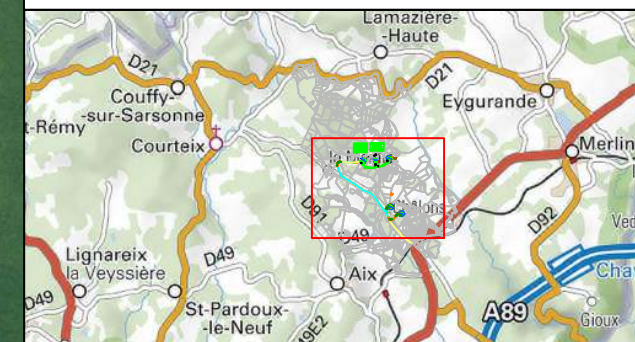 Lamazière-
-Haute
D21
D21
Couffy-
-sur-Sarsonne
Eygurande
t-Rémy
Courteix
Merlin
D91
D92
D49
Lignareix
la Veyssière
D49
Aix
D49
St-Pardoux-
-le-Neuf
A89
Gioux